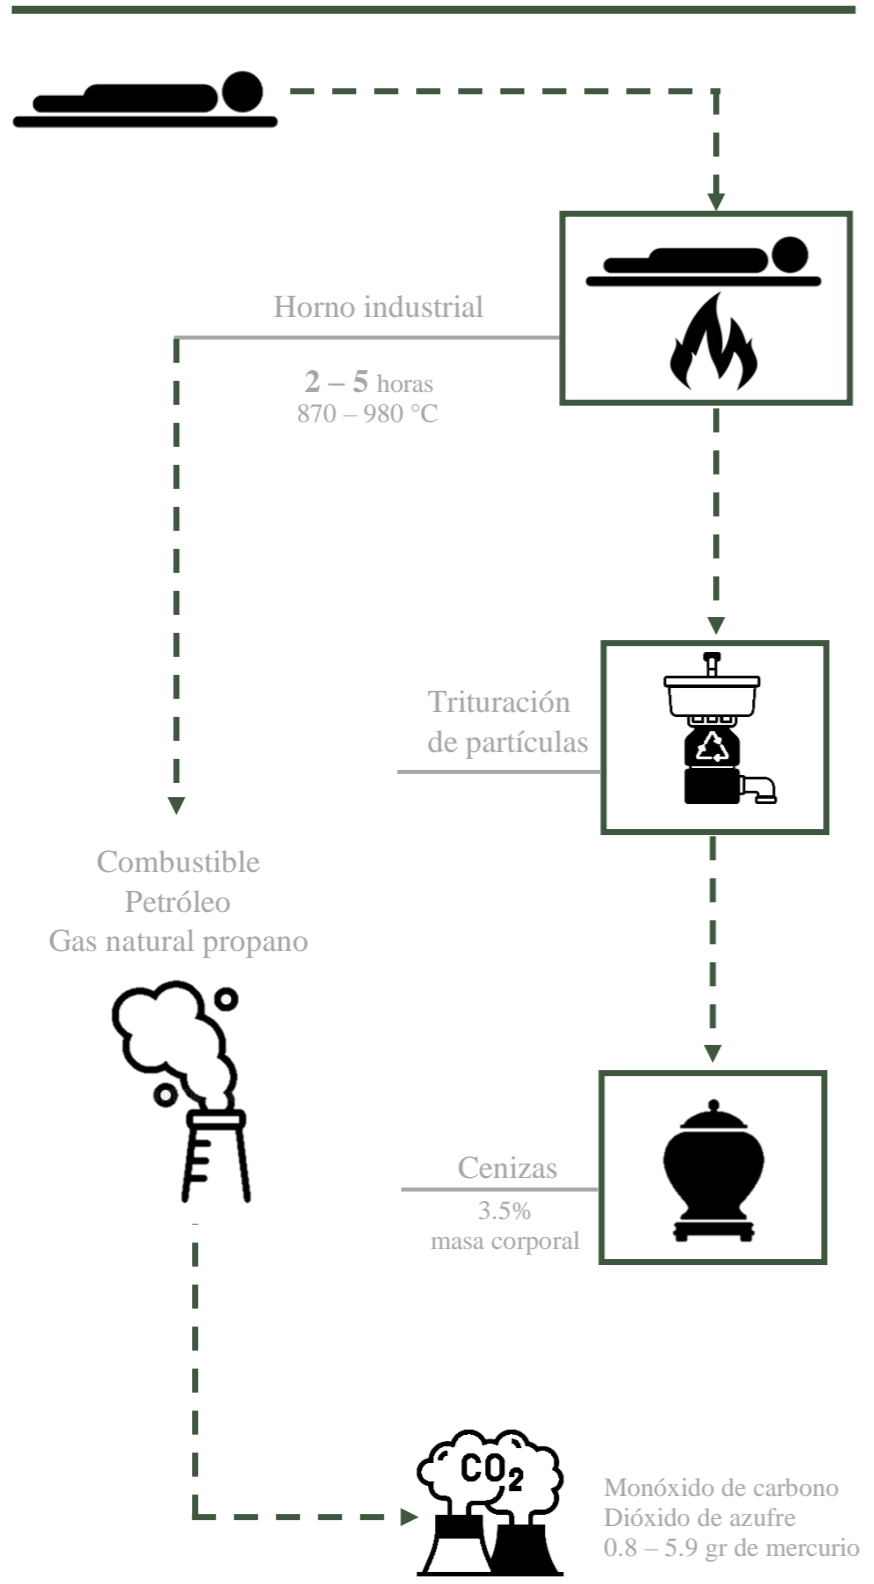 Horno industrial
2 – 5 horas
870 – 980 °C
Trituración
de partículas
Combustible
Petróleo
Gas natural propano
Cenizas
3.5%
masa corporal
CO2
Monóxido de carbono
Dióxido de azufre
0.8 – 5.9 gr de mercurio